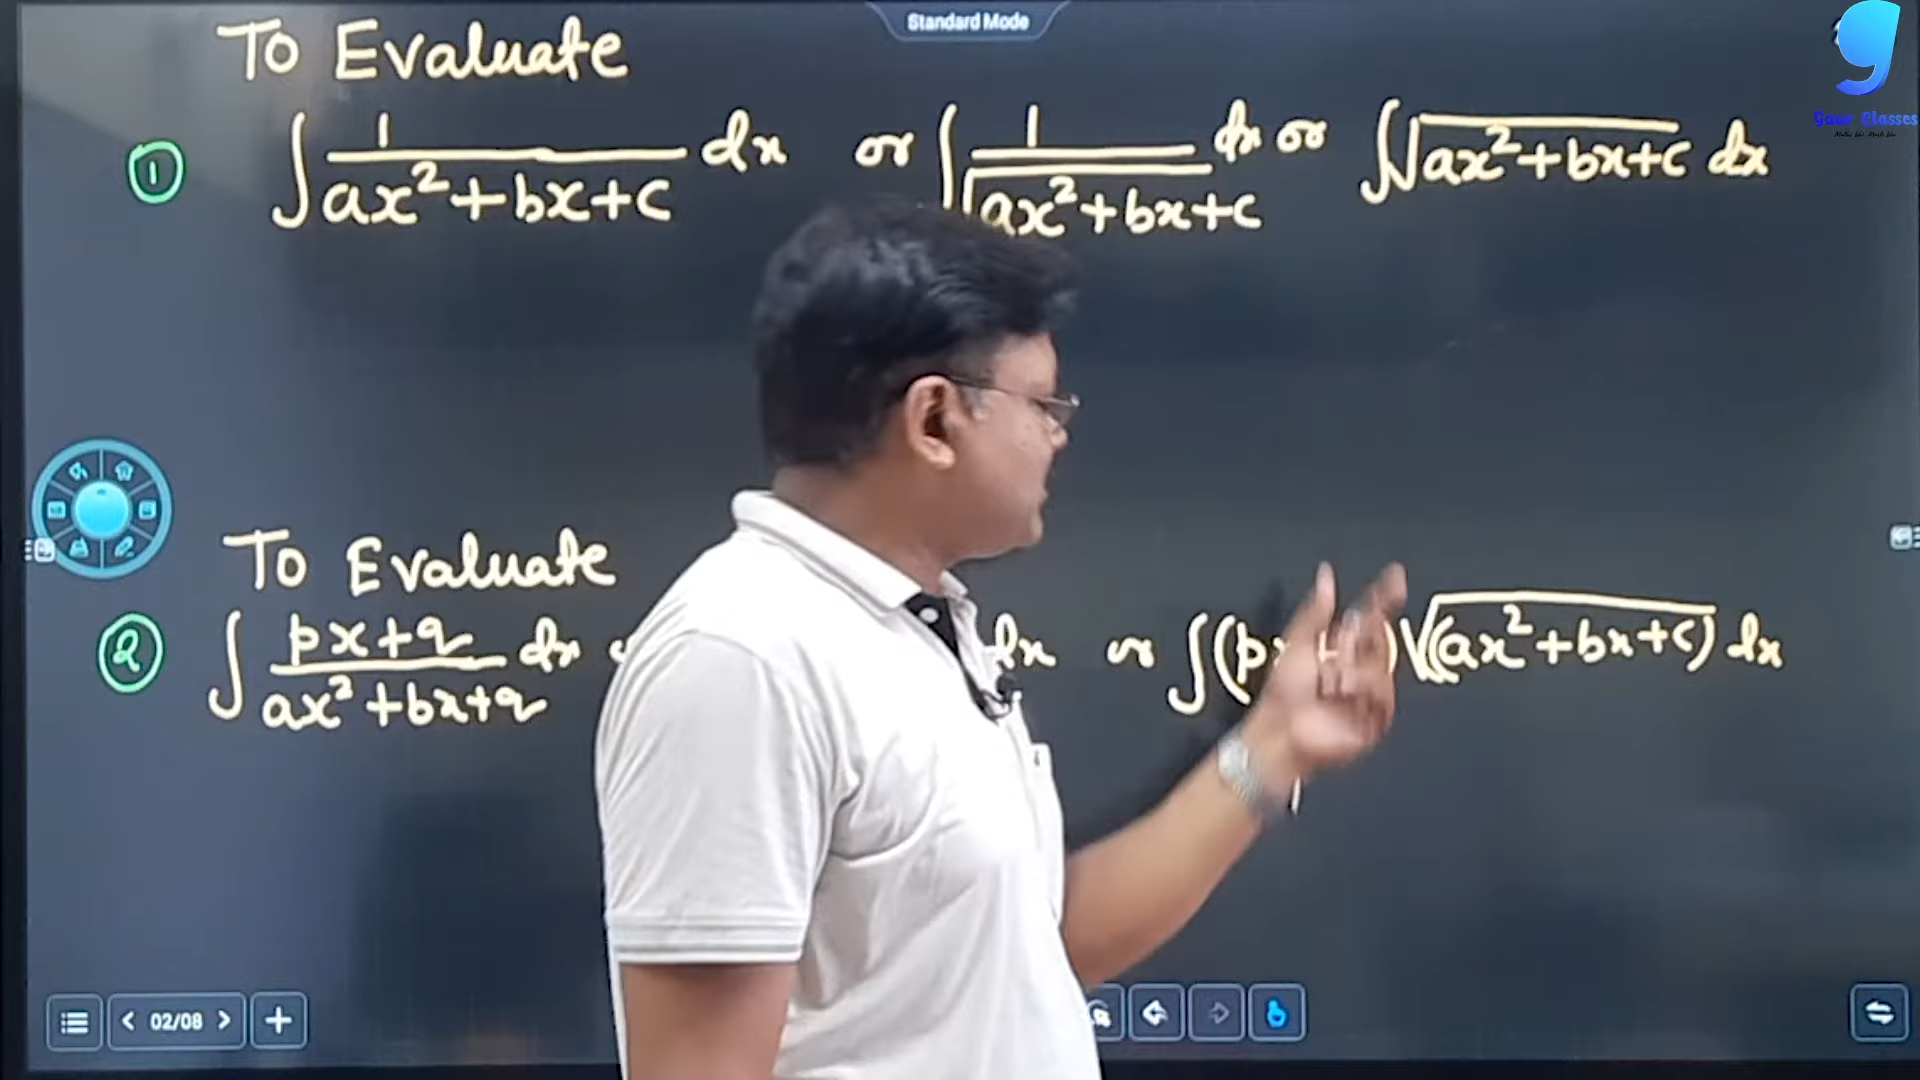 Standard Mode
To Evaluate
① ∫ 1/(ax²+bx+c) dx or ∫ 1/√(ax²+bx+c) dx or ∫ √(ax²+bx+c) dx
Gour Classes
To Evaluate
② ∫ (px+q)/(ax²+bx+q) dx dx or ∫ (p √(ax²+bx+c) dx
02/08